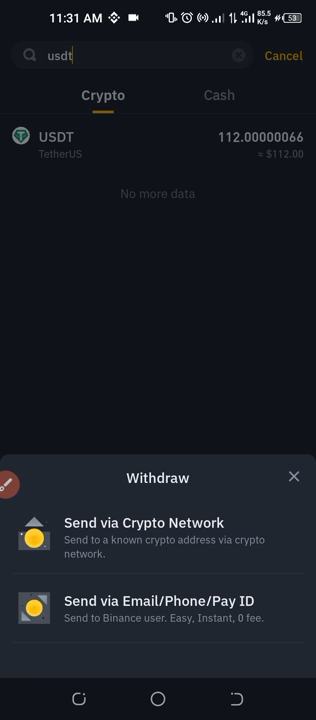 11:31 AM 4G 85.5 K/s 53
usdt Cancel
Crypto Cash
USDT 112.00000066
TetherUS ≈ $112.00
No more data
Withdraw
Send via Crypto Network
Send to a known crypto address via crypto
network.
Send via Email/Phone/Pay ID
Send to Binance user. Easy, Instant, 0 fee.